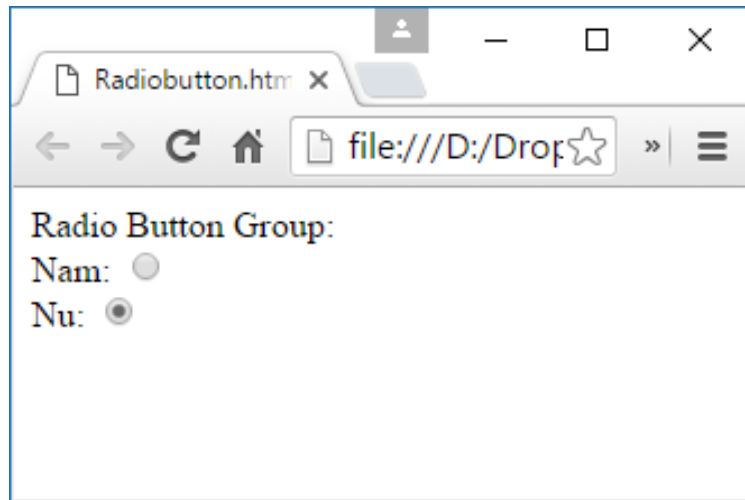 Radiobutton.htm
file:///D:/Drop
»
Radio Button Group:
Nam:
Nu: